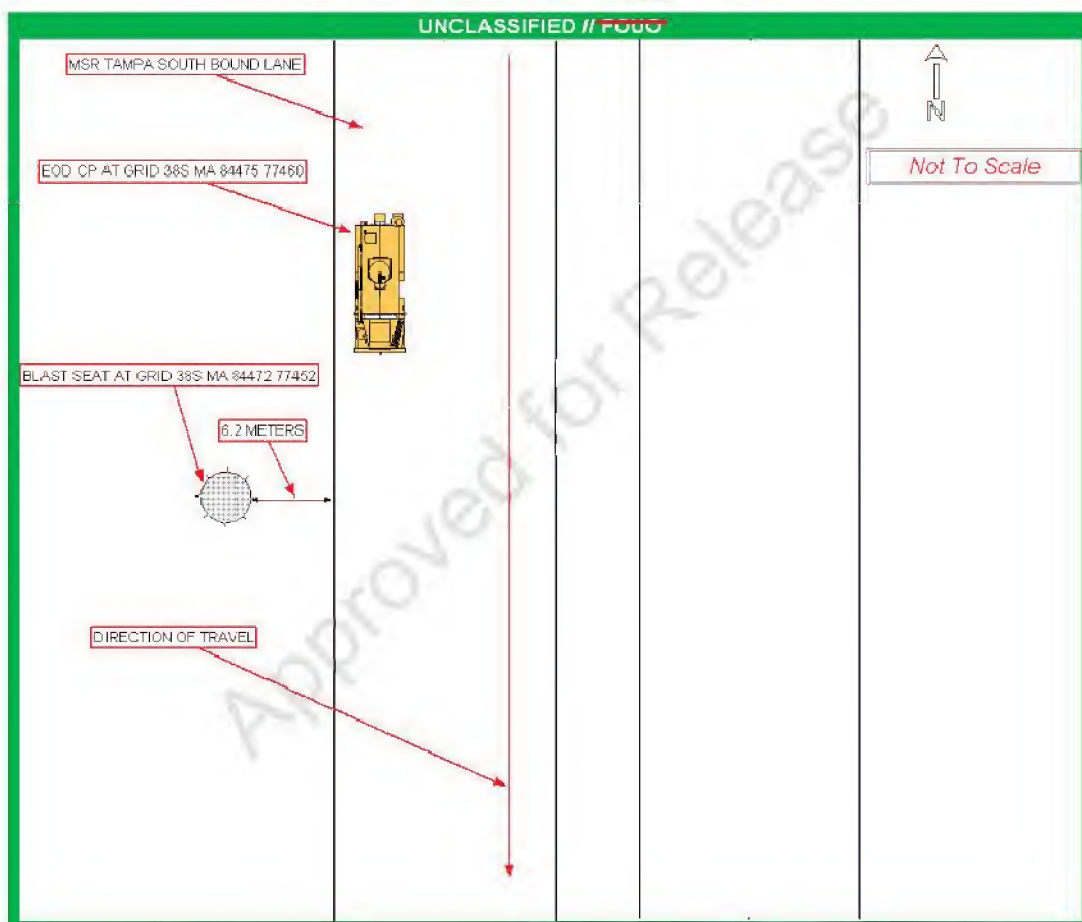 UNCLASSIFIED // FOUO
MSR TAMPA SOUTH BOUND LANE
N
EOD CP AT GRID 38S MA 84475 77460
Not To Scale
BLAST SEAT AT GRID 38S MA 84472 77452
6.2 METERS
DIRECTION OF TRAVEL
Approved for Release